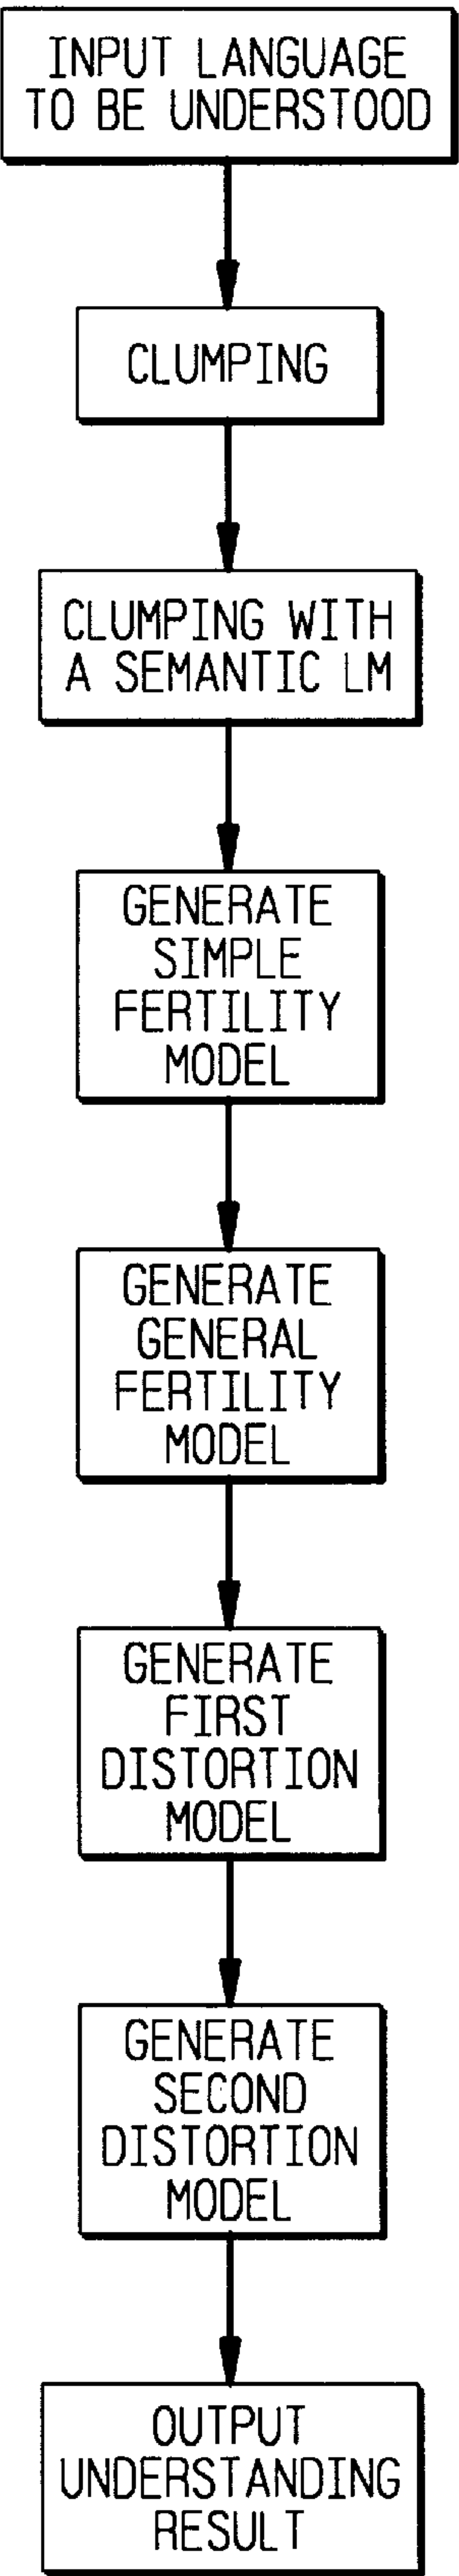 INPUT LANGUAGE
TO BE UNDERSTOOD
CLUMPING
CLUMPING WITH
A SEMANTIC LM
GENERATE
SIMPLE
FERTILITY
MODEL
GENERATE
GENERAL
FERTILITY
MODEL
GENERATE
FIRST
DISTORTION
MODEL
GENERATE
SECOND
DISTORTION
MODEL
OUTPUT
UNDERSTANDING
RESULT